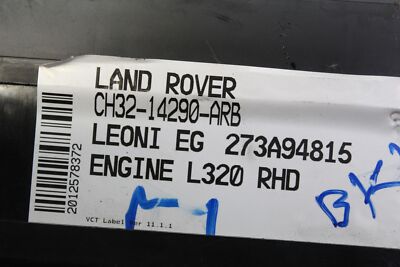 LAND ROVER
CH32-14290-ARB
LEONI EG 273A94815
ENGINE L320 RHD
2012578372
VCT Label Ver 11.1.1